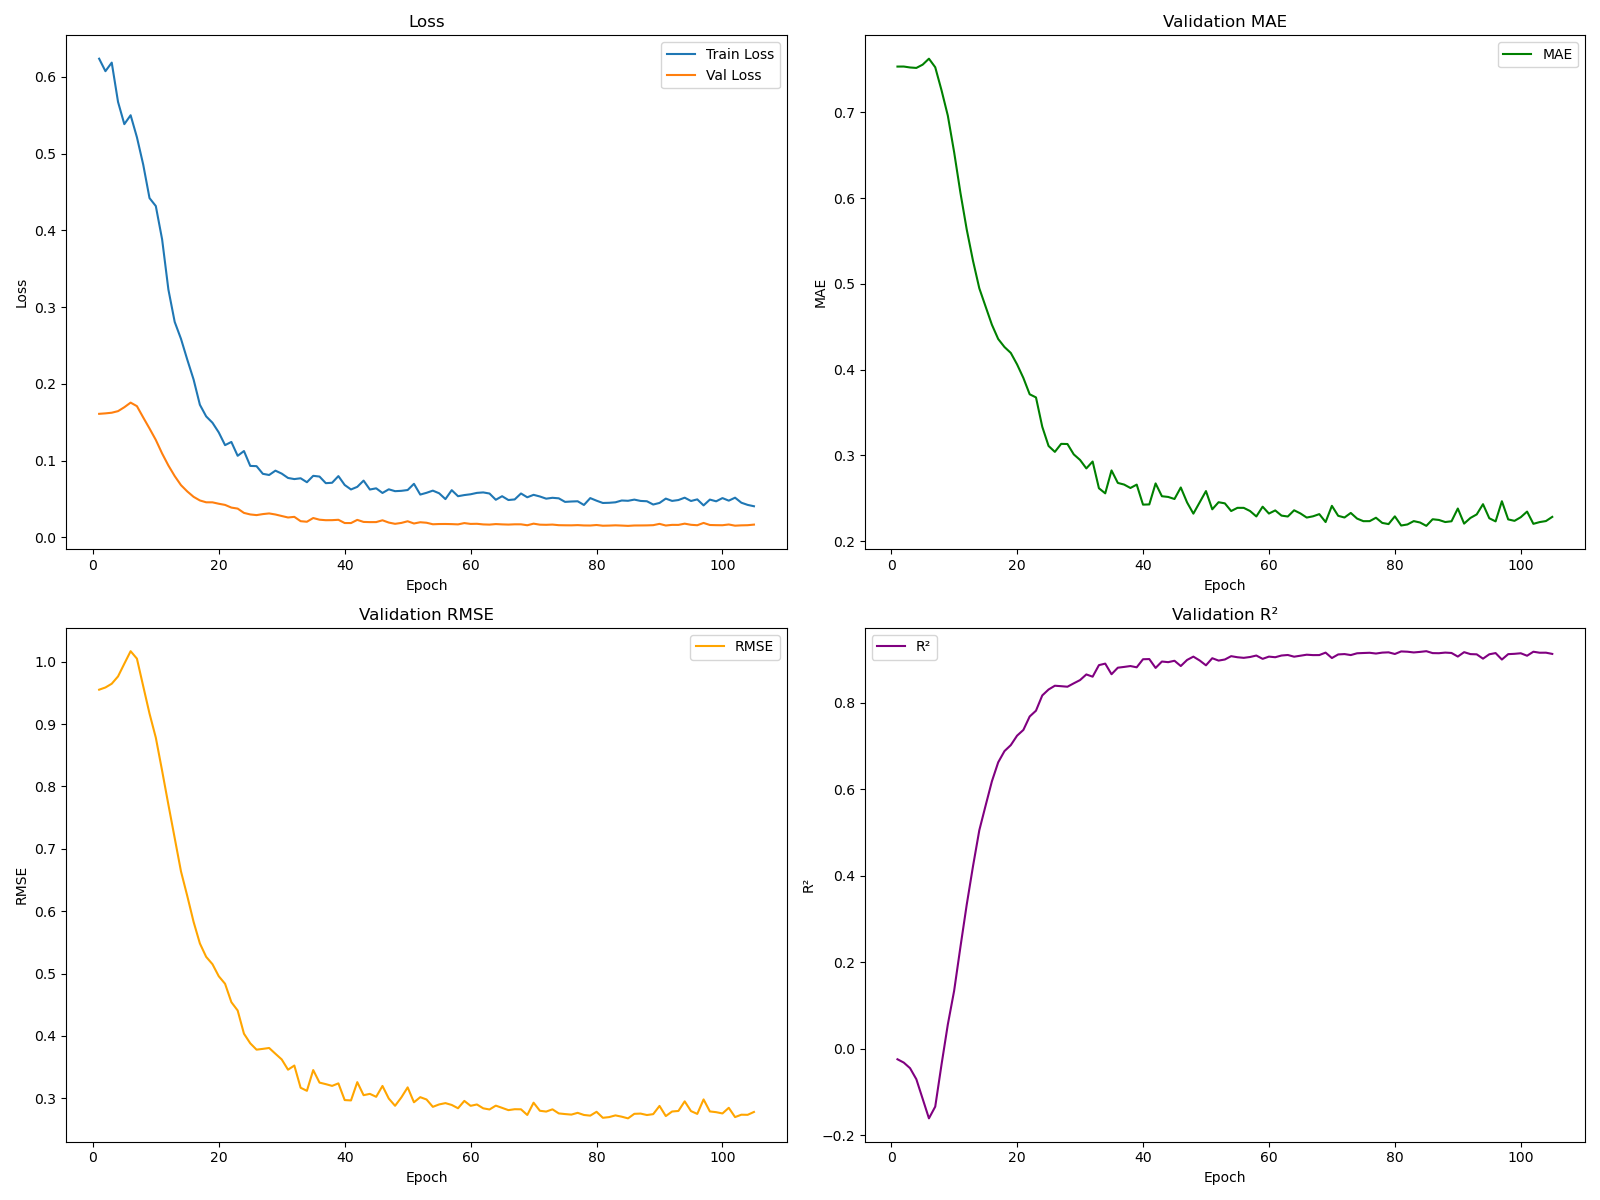 Loss
Train Loss
Val Loss
0.6
0.5
0.4
0.3
0.2
0.1
0.0
Loss
0 20 40 60 80 100
Epoch
Validation MAE
MAE
0.7
0.6
0.5
0.4
0.3
0.2
MAE
0 20 40 60 80 100
Epoch
Validation RMSE
RMSE
1.0
0.9
0.8
0.7
0.6
0.5
0.4
0.3
RMSE
0 20 40 60 80 100
Epoch
Validation R²
R²
0.8
0.6
0.4
0.2
0.0
−0.2
R²
0 20 40 60 80 100
Epoch